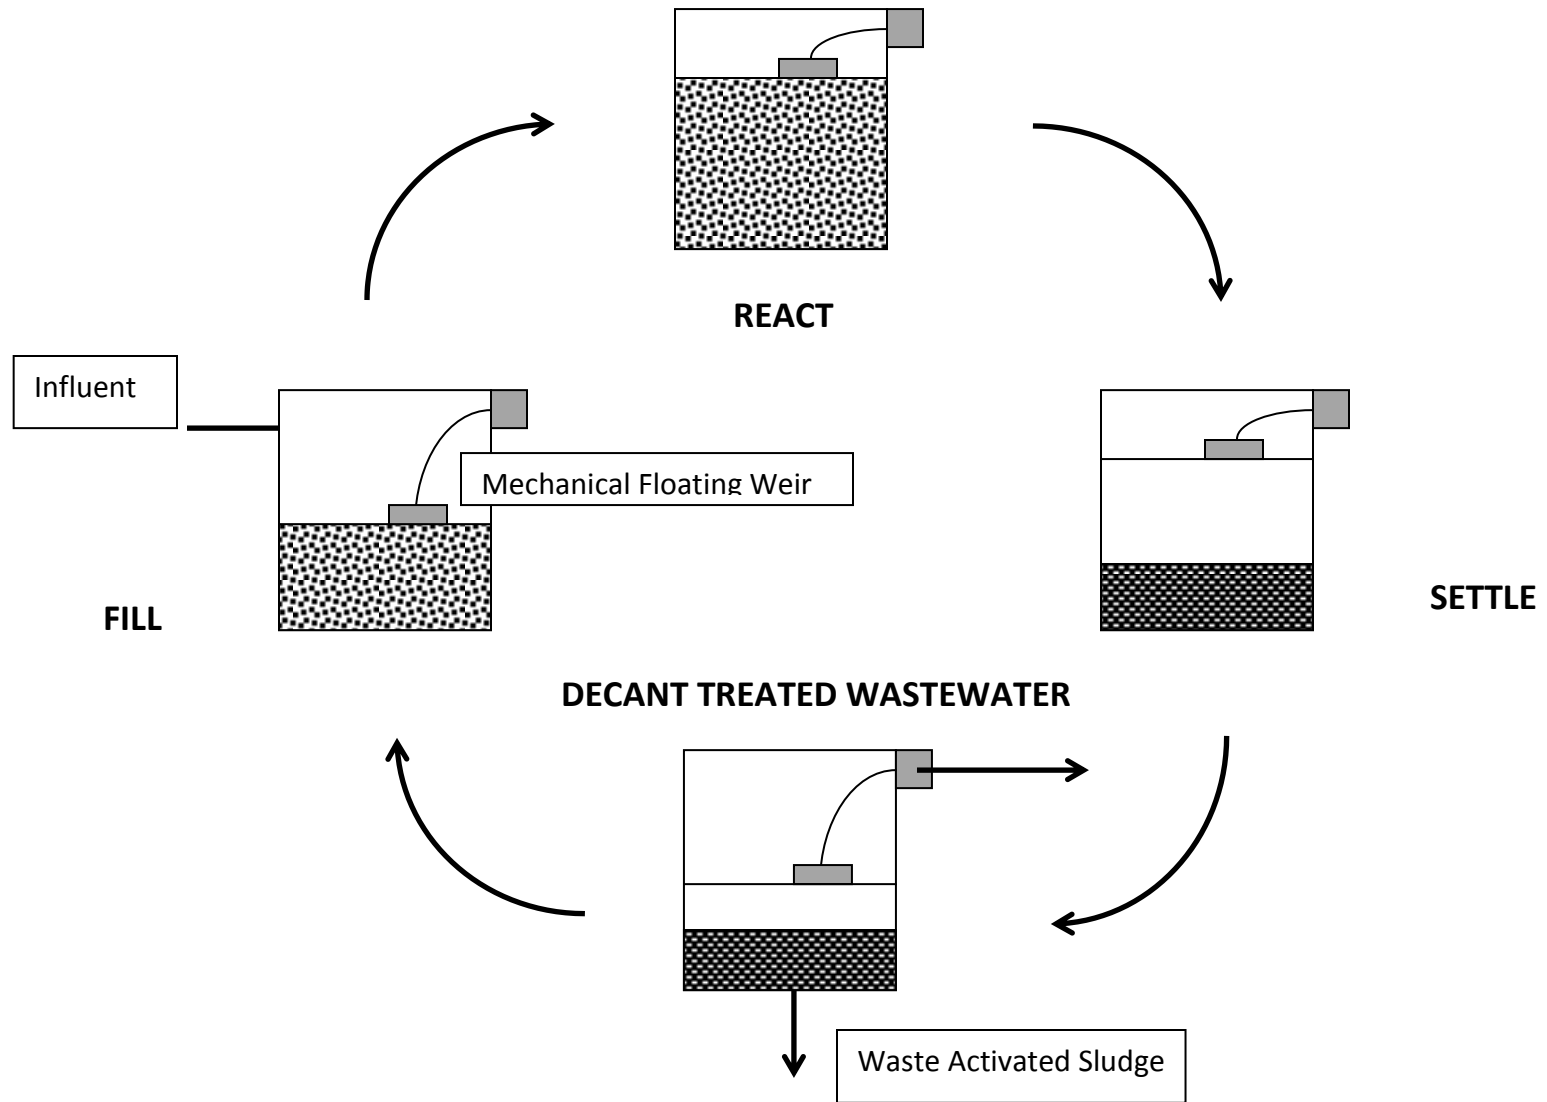 REACT
Influent
Mechanical Floating Weir
FILL
SETTLE
DECANT TREATED WASTEWATER
Waste Activated Sludge